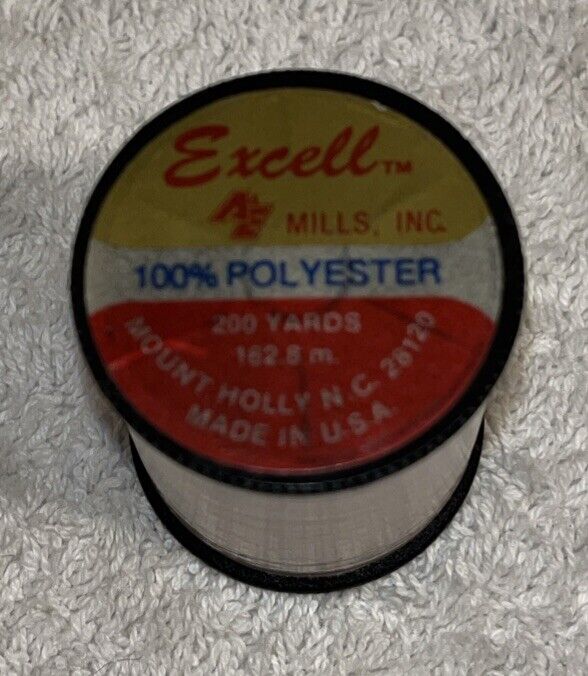 Excell™
A&E MILLS, INC.
100% POLYESTER
200 YARDS
182.8 m.
MOUNT HOLLY N.C. 28120
MADE IN U.S.A.